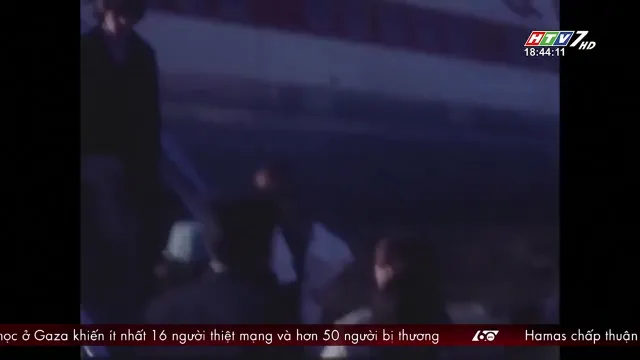 HTV7 HD
18:44:11
học ở Gaza khiến ít nhất 16 người thiệt mạng và hơn 50 người bị thương 60 Hamas chấp thuận